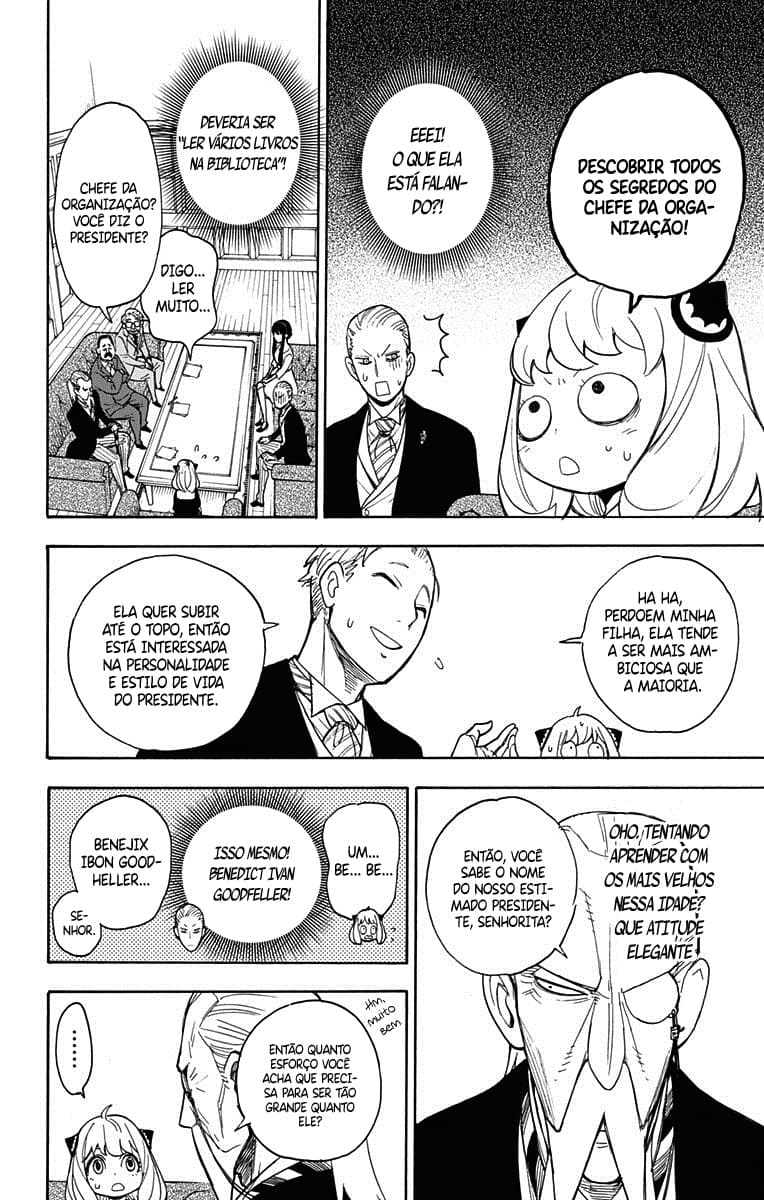 DESCOBRIR TODOS
OS SEGREDOS DO
CHEFE DA ORGA-
NIZAÇÃO!
EEEI!
O QUE ELA
ESTÁ FALAN-
DO?!
DEVERIA SER
"LER VÁRIOS LIVROS
NA BIBLIOTECA"!
CHEFE DA
ORGANIZAÇÃO?
VOCÊ DIZ O
PRESIDENTE?
DIGO...
LER
MUITO...
HA HA,
PERDOEM MINHA
FILHA, ELA TENDE
A SER MAIS AM-
BICIOSA QUE
A MAIORIA.
ELA QUER SUBIR
ATÉ O TOPO, ENTÃO
ESTÁ INTERESSADA
NA PERSONALIDADE
E ESTILO DE VIDA
DO PRESIDENTE.
OHO. TENTANDO
APRENDER COM
OS MAIS VELHOS
NESSA IDADE?
QUE ATITUDE
ELEGANTE!
ENTÃO, VOCÊ
SABE O NOME
DO NOSSO ESTI-
MADO PRESIDEN-
TE, SENHORITA?
UM...
BE... BE...
ISSO MESMO!
BENEDICT IVAN
GOODFELLER!
BENEJIX
IBON GOOD-
HELLER...
SE-
NHOR.
HM,
MUITO
BEM.
ENTÃO QUANTO
ESFORÇO VOCÊ
ACHA QUE PRECI-
SA PARA SER TÃO
GRANDE QUANTO
ELE?
......